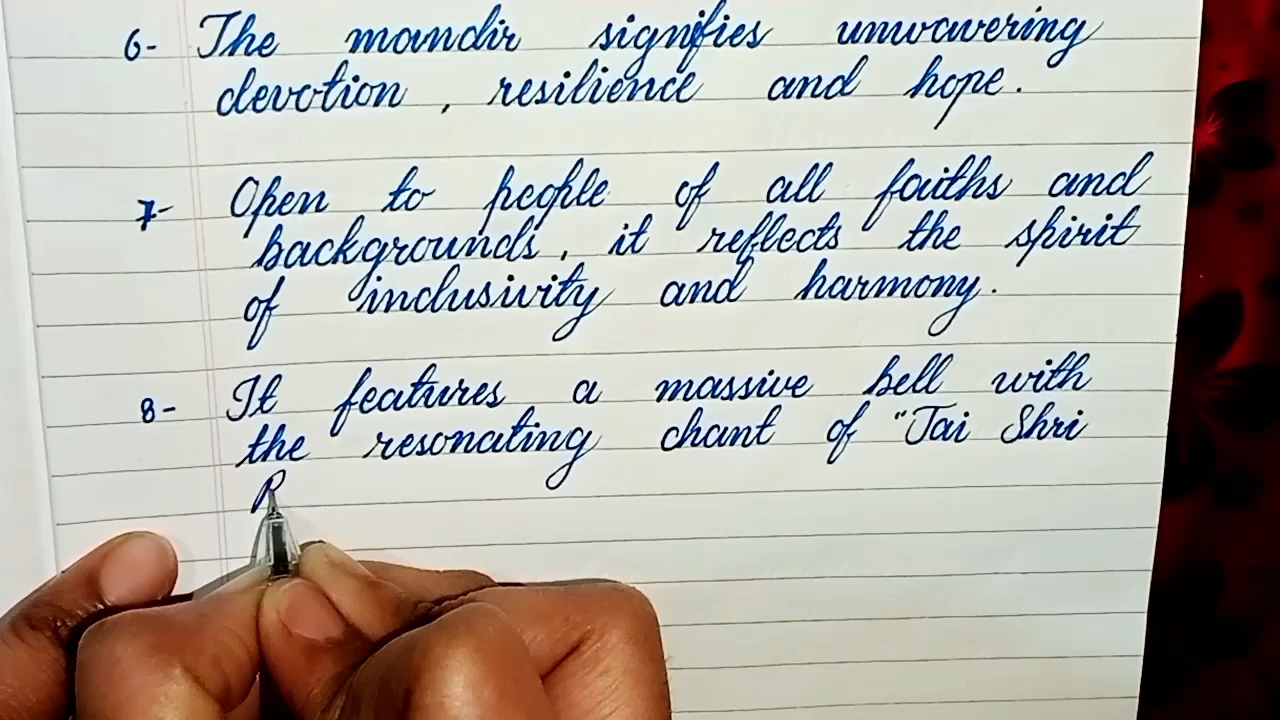 6- The mandir signifies unwavering
devotion, resilience and hope.
7- Open to people of all faiths and
backgrounds, it reflects the spirit
of inclusivity and harmony.
8- It features a massive bell with
the resonating chant of "Jai Shri
R